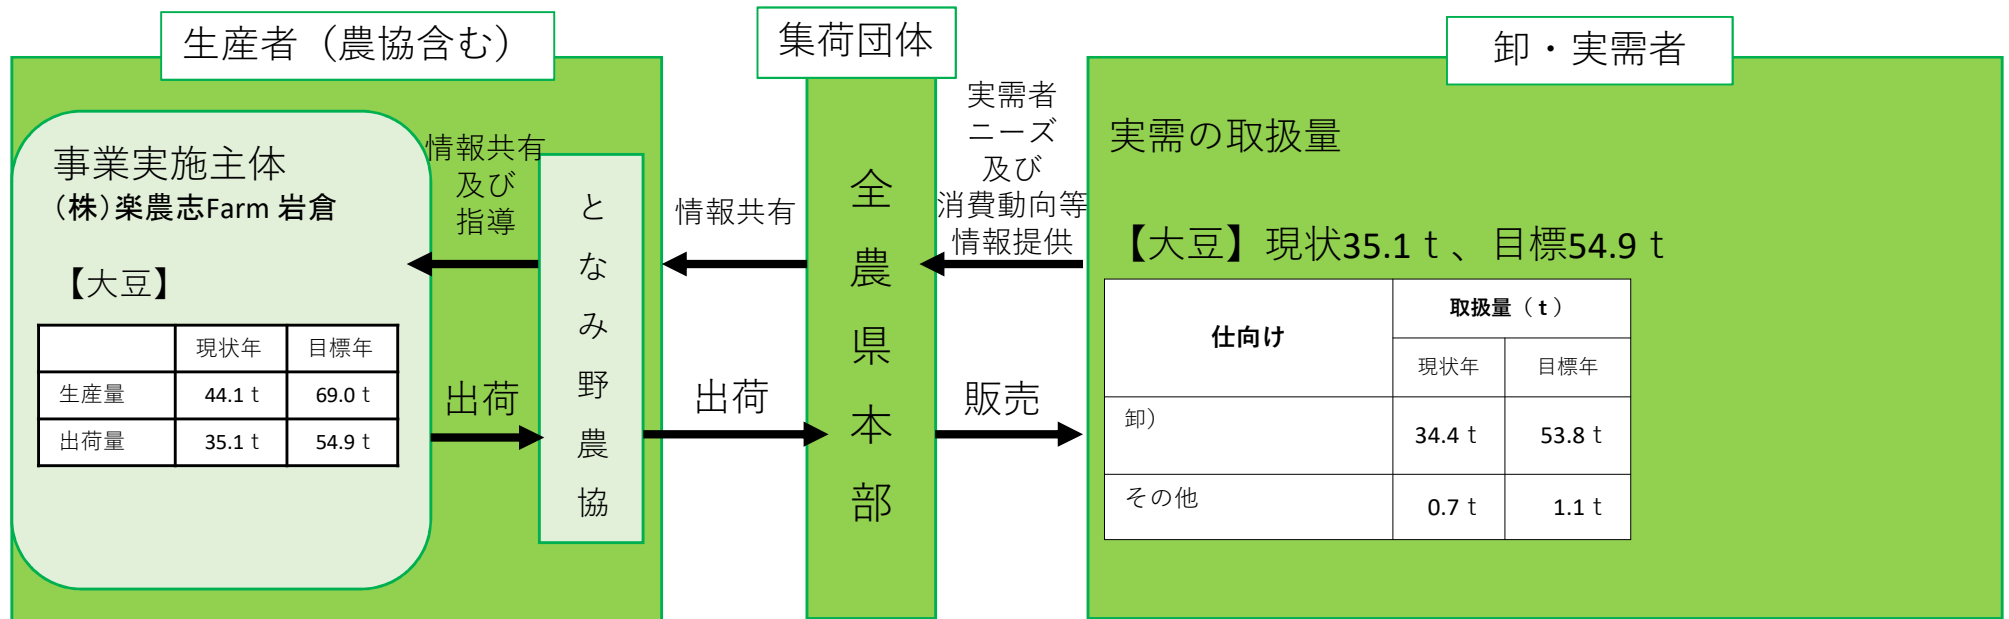 生産者（農協含む）
事業実施主体
（株）楽農志Farm 岩倉
【大豆】
現状年 目標年
生産量 44.1ｔ 69.0ｔ
出荷量 35.1ｔ 54.9ｔ
情報共有
及び
指導
出荷
となみ野農協
情報共有
出荷
集荷団体
全農県本部
実需者
ニーズ
及び
消費動向等
情報提供
販売
卸・実需者
実需の取扱量
【大豆】現状35.1ｔ、目標54.9ｔ
仕向け 取扱量（ｔ）
現状年 目標年
卸） 34.4ｔ 53.8ｔ
その他 0.7ｔ 1.1ｔ